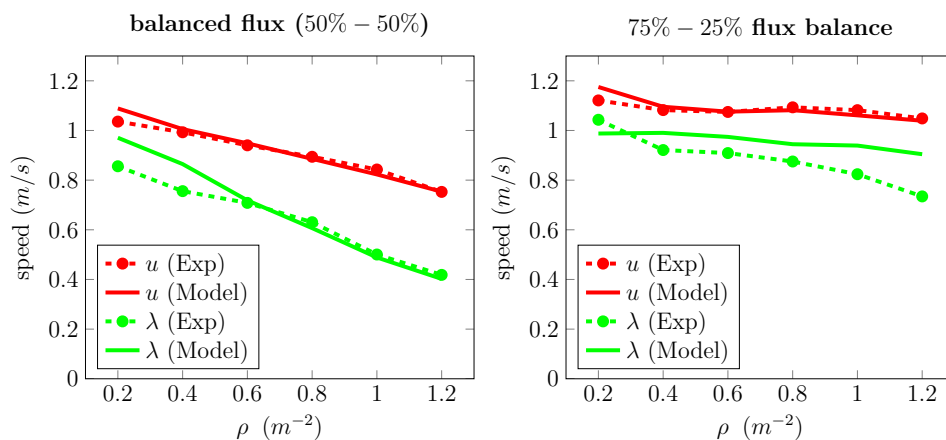 balanced flux (50% − 50%)
speed (m/s)
1.2
1
0.8
0.6
0.4
0.2
0
u (Exp)
u (Model)
λ (Exp)
λ (Model)
0.2 0.4 0.6 0.8 1 1.2
ρ (m⁻²)
75% − 25% flux balance
speed (m/s)
1.2
1
0.8
0.6
0.4
0.2
0
u (Exp)
u (Model)
λ (Exp)
λ (Model)
0.2 0.4 0.6 0.8 1 1.2
ρ (m⁻²)